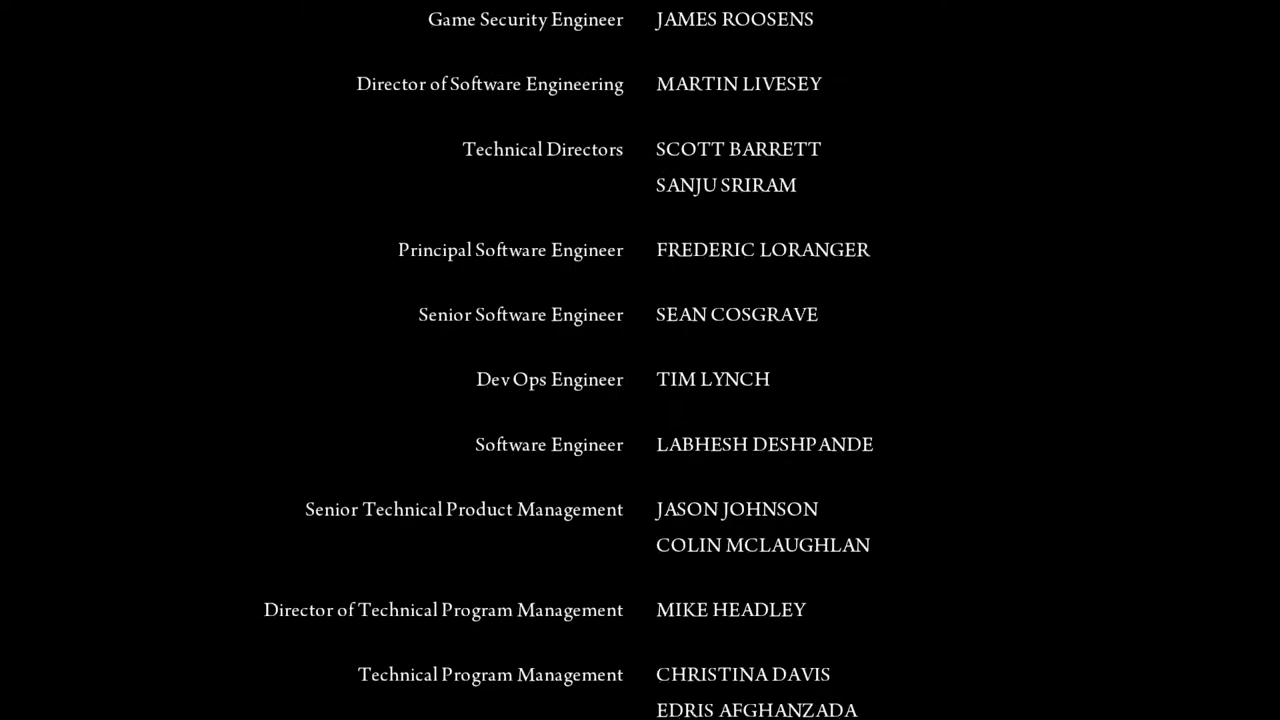 Game Security Engineer JAMES ROOSENS
Director of Software Engineering MARTIN LIVESEY
Technical Directors SCOTT BARRETT
SANJU SRIRAM
Principal Software Engineer FREDERIC LORANGER
Senior Software Engineer SEAN COSGRAVE
Dev Ops Engineer TIM LYNCH
Software Engineer LABHESH DESHPANDE
Senior Technical Product Management JASON JOHNSON
COLIN MCLAUGHLAN
Director of Technical Program Management MIKE HEADLEY
Technical Program Management CHRISTINA DAVIS
EDRIS AFGHANZADA